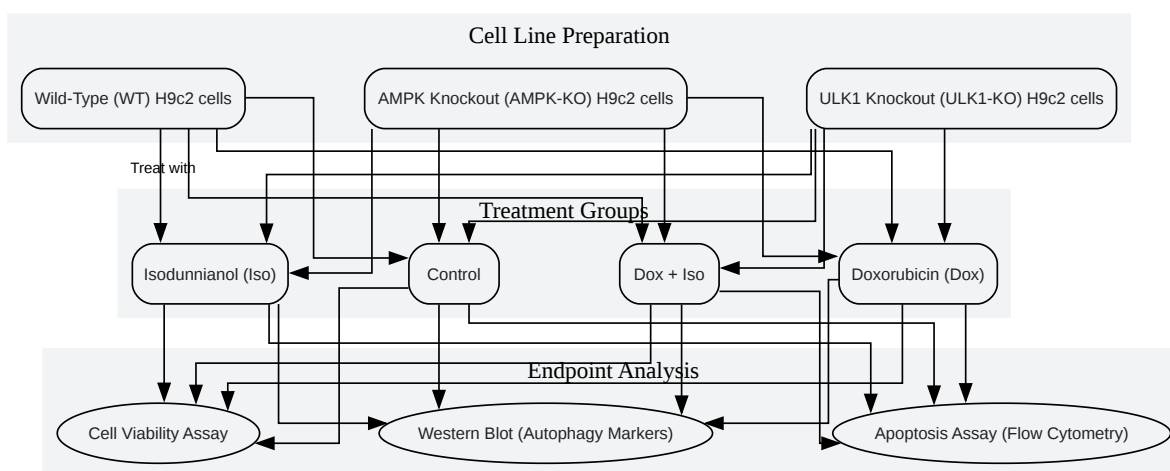 Cell Line Preparation
Wild-Type (WT) H9c2 cells
AMPK Knockout (AMPK-KO) H9c2 cells
ULK1 Knockout (ULK1-KO) H9c2 cells
Treat with
Treatment Groups
Isodunnianol (Iso)
Control
Dox + Iso
Doxorubicin (Dox)
Endpoint Analysis
Cell Viability Assay
Western Blot (Autophagy Markers)
Apoptosis Assay (Flow Cytometry)